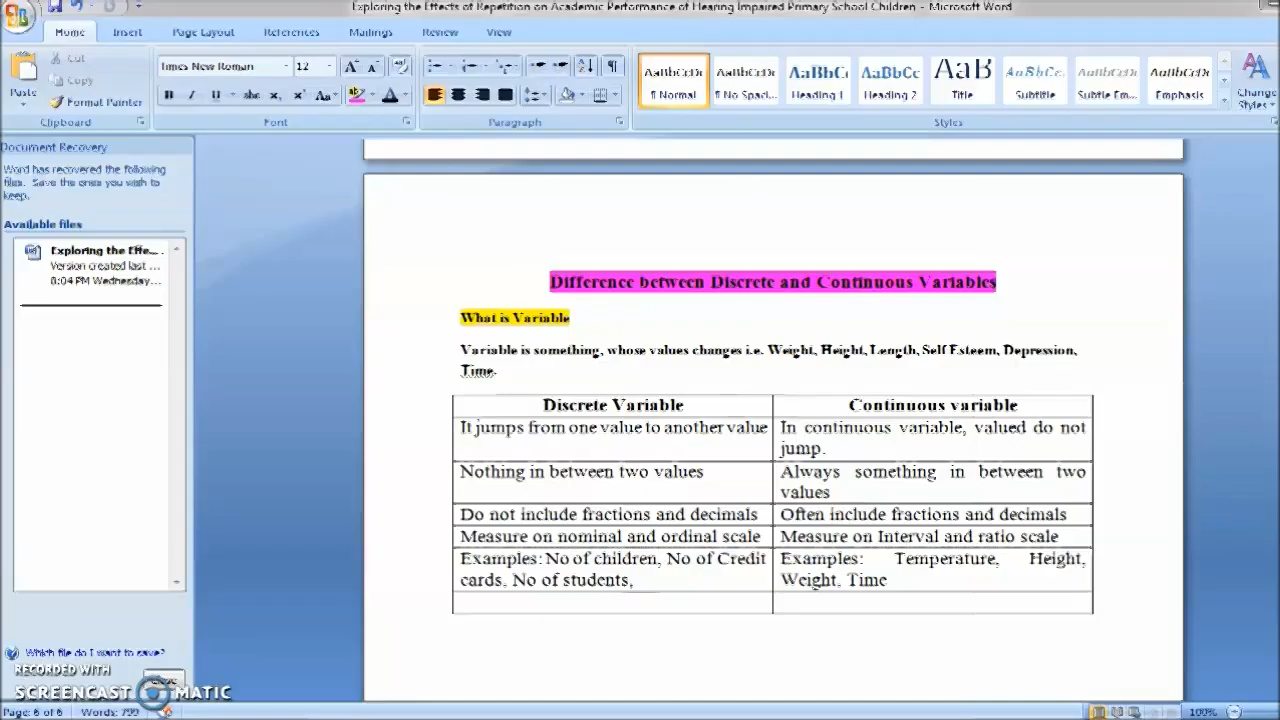 Exploring the Effects of Repetition on Academic Performance of Hearing Impaired Primary School Children - Microsoft Word
Home Insert Page Layout References Mailings Review View
Cut
Copy
Paste
Format Painter
Clipboard
Times New Roman 12
Font
Paragraph
AaBbCcDc AaBbCcDc AaBbC AaBbCc AaB AaBbCc. AaBbCcDc AaBbCcDc
¶ Normal ¶ No Spaci... Heading 1 Heading 2 Title Subtitle Subtle Em... Emphasis
Change
Styles
Styles
Document Recovery
Word has recovered the following
files. Save the ones you wish to
keep.
Available files
Exploring the Effe...
Version created last ...
8:04 PM Wednesday...
Which file do I want to save?
Difference between Discrete and Continuous Variables
What is Variable
Variable is something, whose values changes i.e. Weight, Height, Length, Self Esteem, Depression,
Time.
Discrete Variable Continuous variable
It jumps from one value to another value In continuous variable, valued do not
jump.
Nothing in between two values Always something in between two
values
Do not include fractions and decimals Often include fractions and decimals
Measure on nominal and ordinal scale Measure on Interval and ratio scale
Examples: No of children, No of Credit Examples: Temperature, Height,
cards, No of students, Weight, Time
RECORDED WITH
SCREENCAST MATIC
Page: 6 of 6 Words: 799 100%